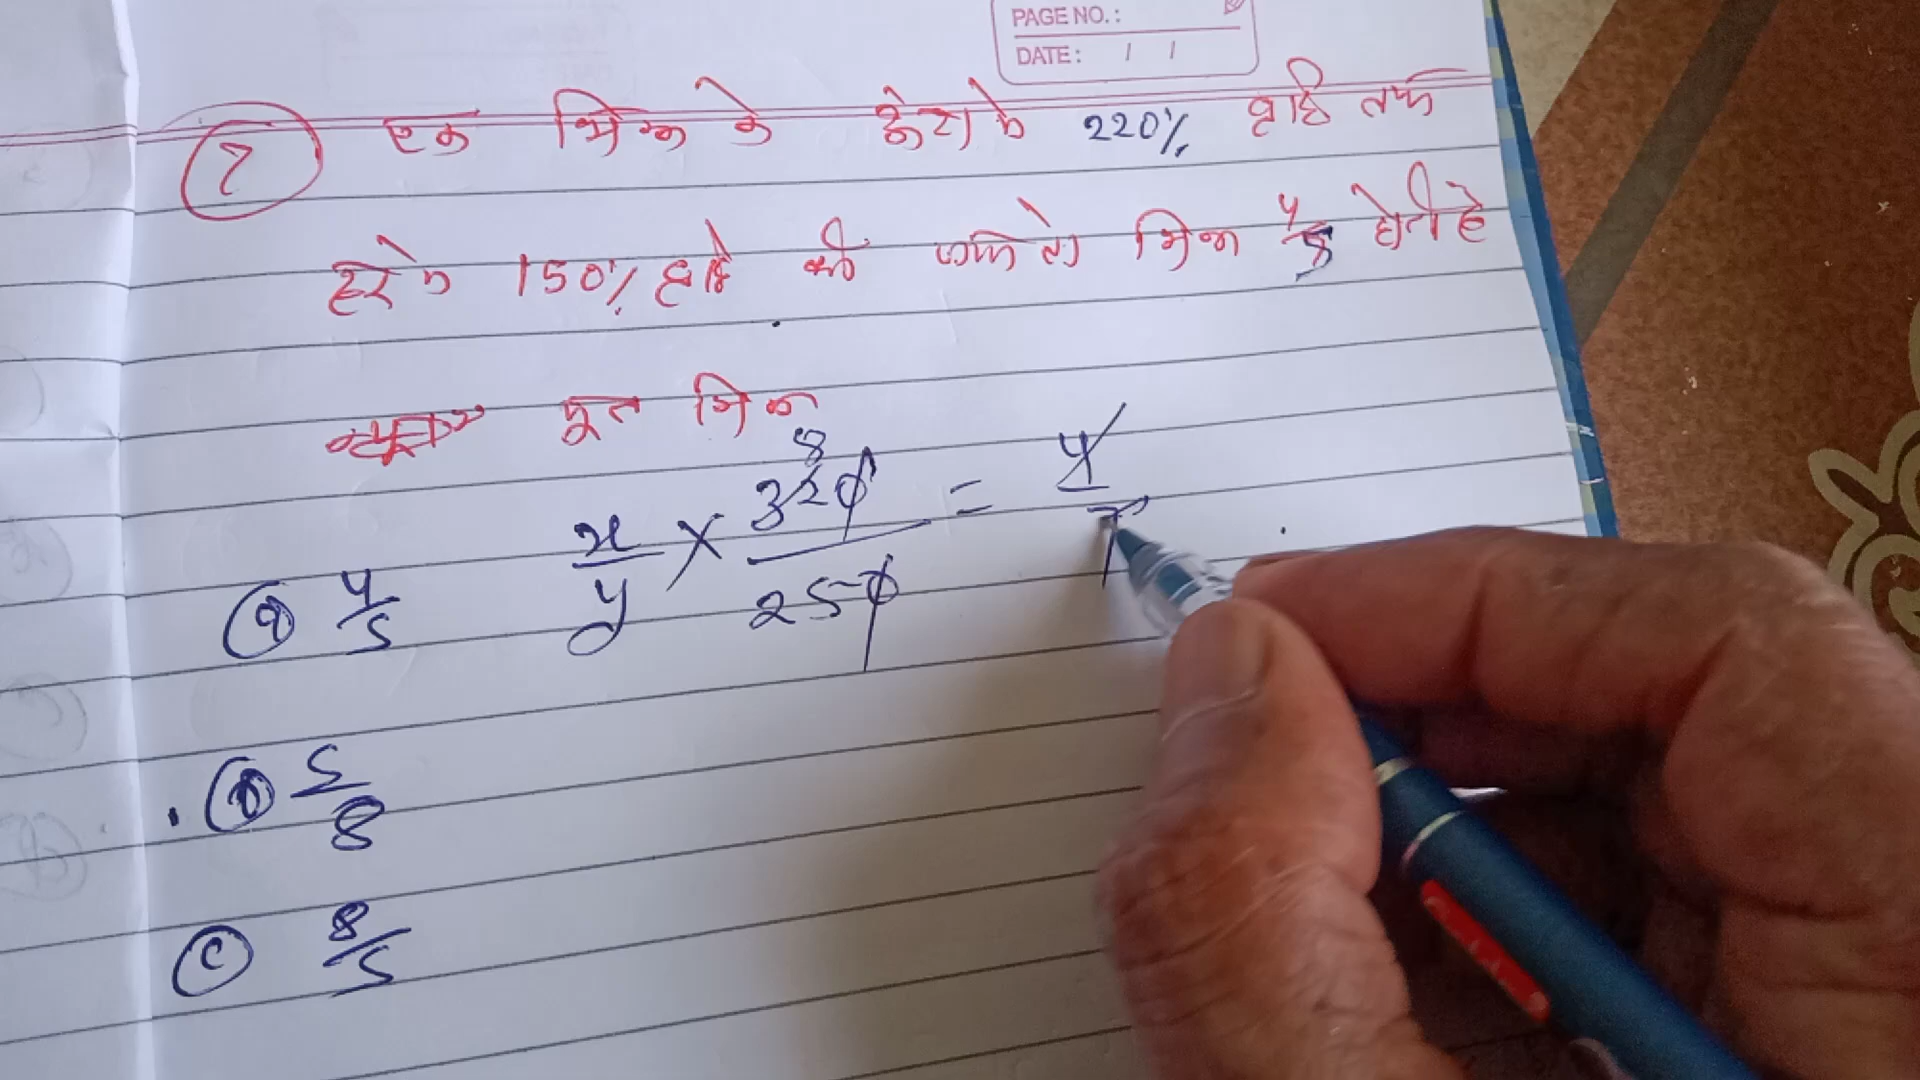 PAGE NO.:
DATE: / /
7 एक भिन्न के 220%
हर के 150% की भिन्न 4/5 होती है
मूल भिन्न
x/y × 320/250 = 4/5
8
a 4/5
b 5/8
c 8/5